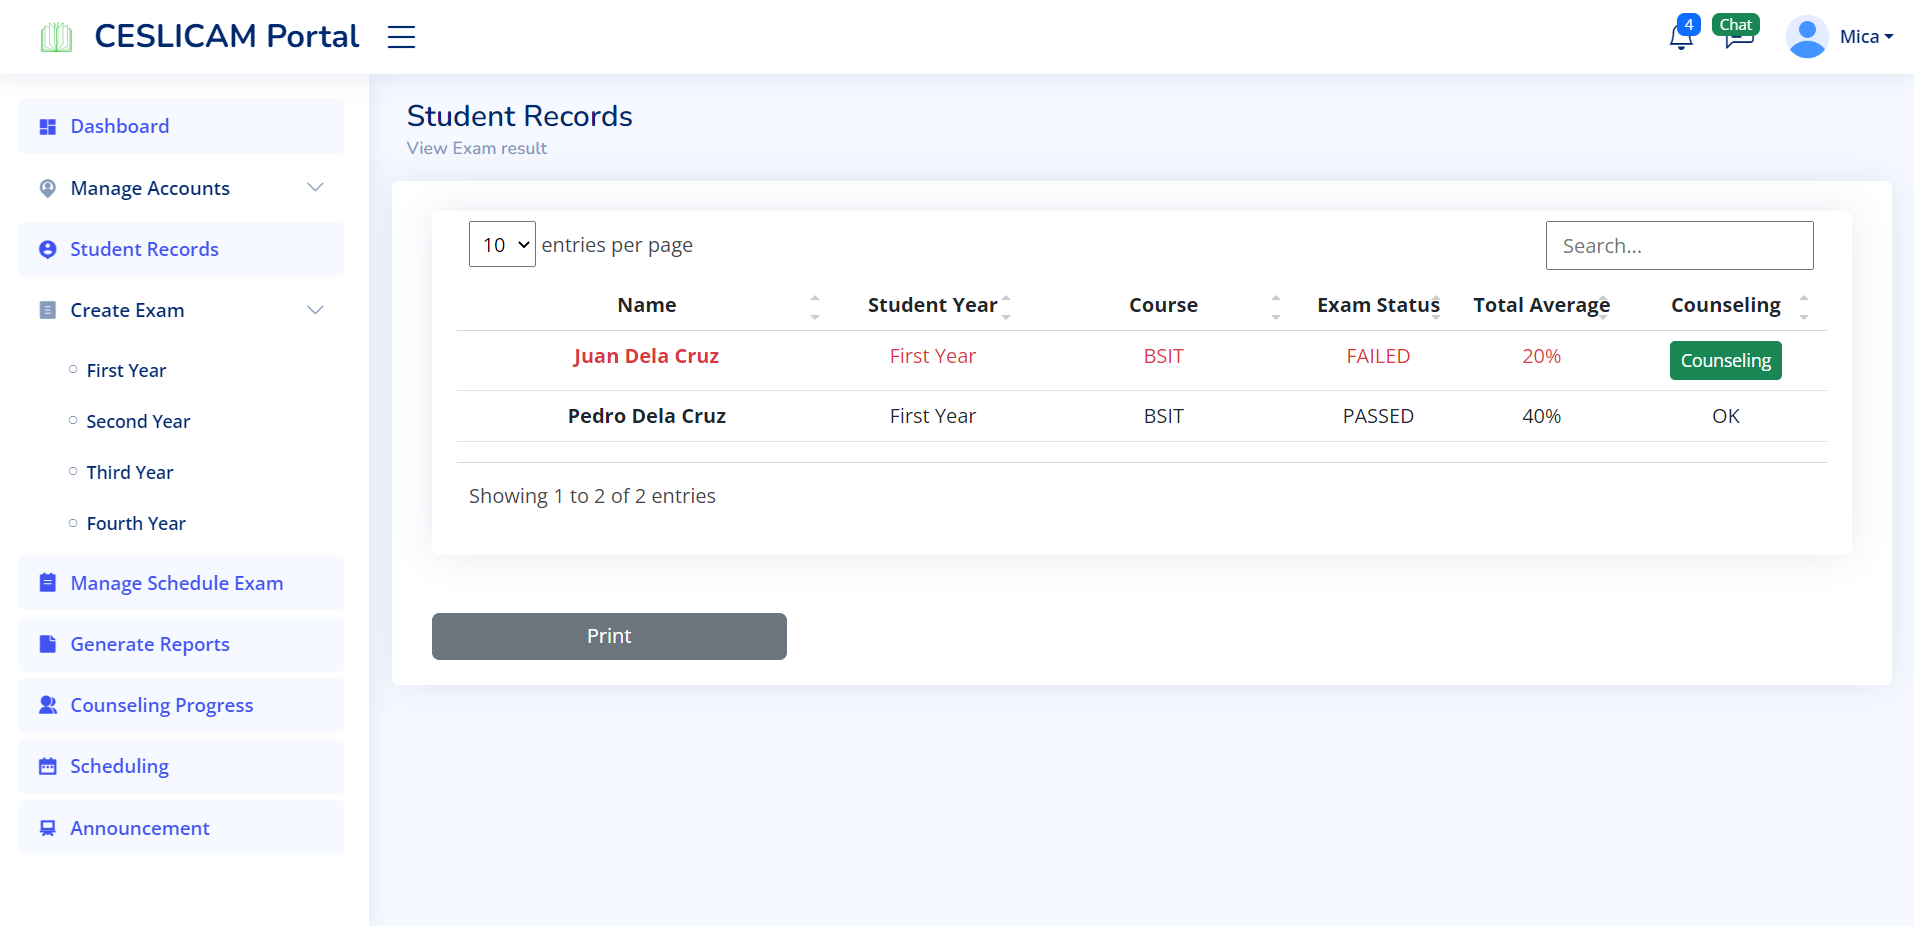 CESLICAM Portal
4
Chat
Mica
Dashboard
Manage Accounts
Student Records
Create Exam
First Year
Second Year
Third Year
Fourth Year
Manage Schedule Exam
Generate Reports
Counseling Progress
Scheduling
Announcement
Student Records
View Exam result
10 entries per page
Search...
Name Student Year Course Exam Status Total Average Counseling
Juan Dela Cruz First Year BSIT FAILED 20% Counseling
Pedro Dela Cruz First Year BSIT PASSED 40% OK
Showing 1 to 2 of 2 entries
Print